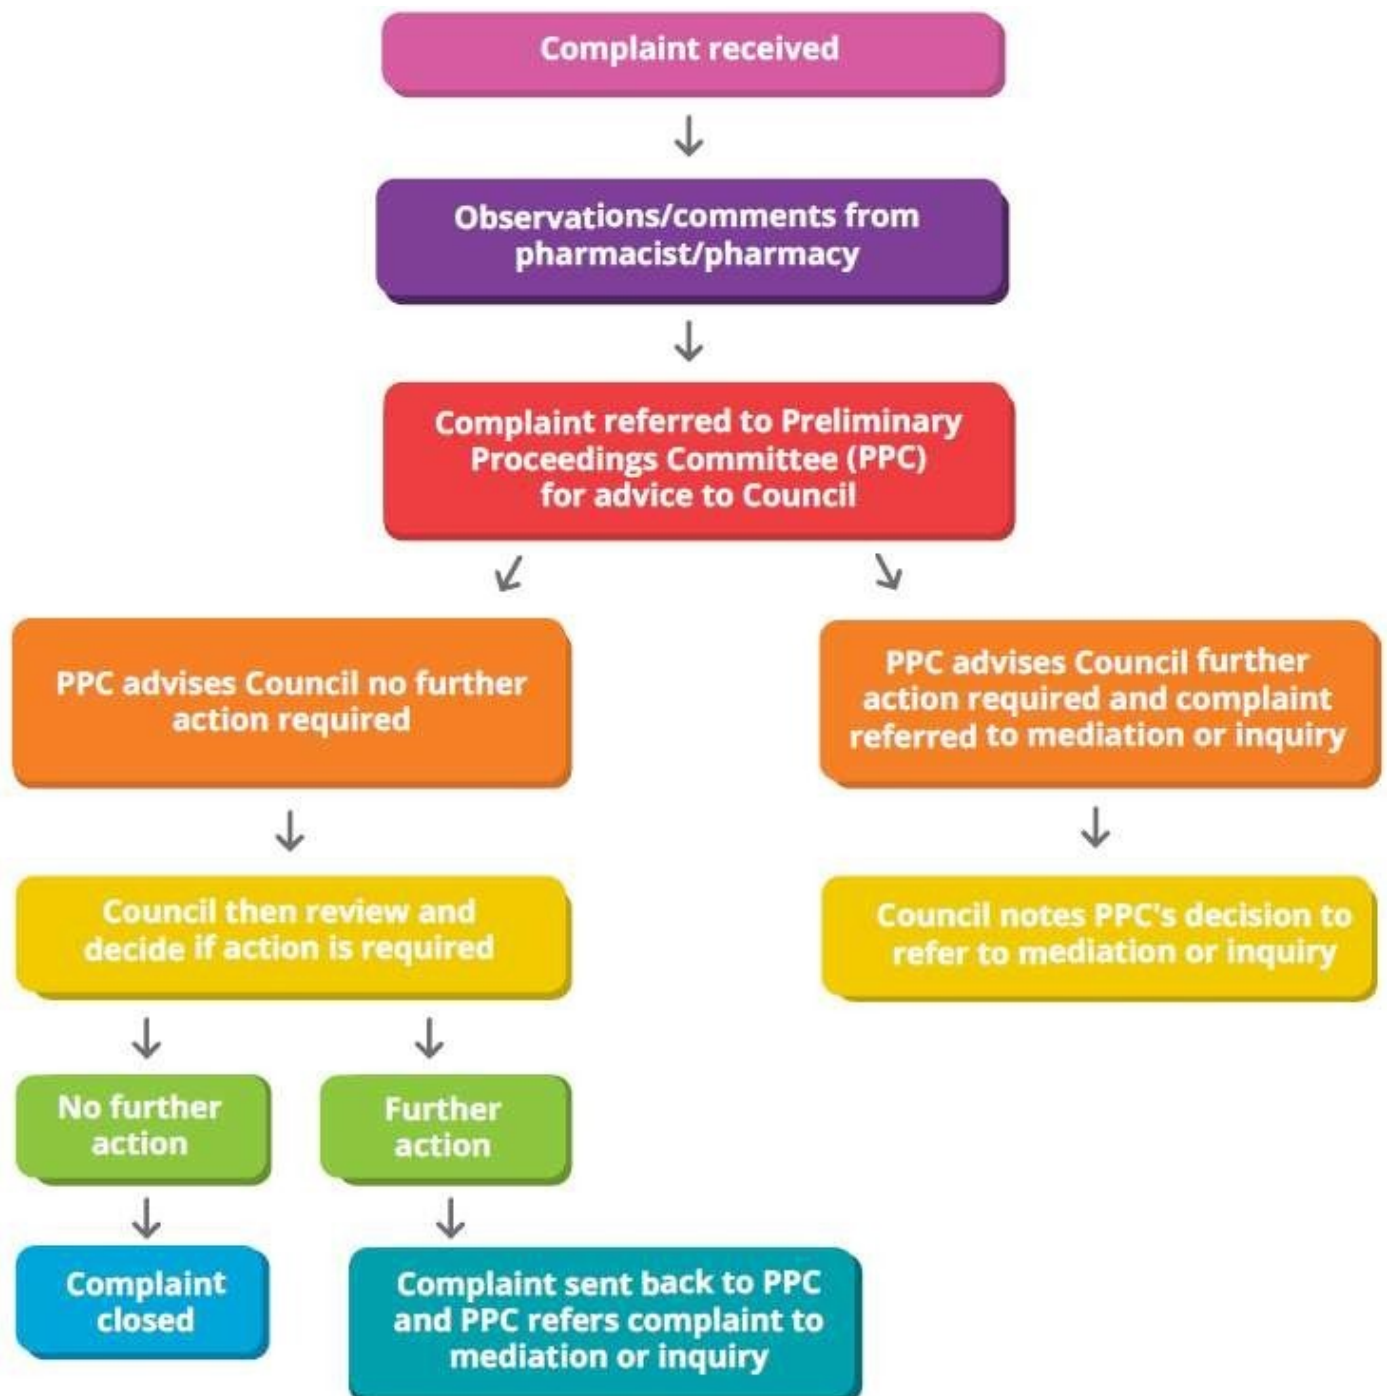 Complaint received
Observations/comments from
pharmacist/pharmacy
Complaint referred to Preliminary
Proceedings Committee (PPC)
for advice to Council
PPC advises Council no further
action required
PPC advises Council further
action required and complaint
referred to mediation or inquiry
Council then review and
decide if action is required
Council notes PPC's decision to
refer to mediation or inquiry
No further
action
Further
action
Complaint
closed
Complaint sent back to PPC
and PPC refers complaint to
mediation or inquiry